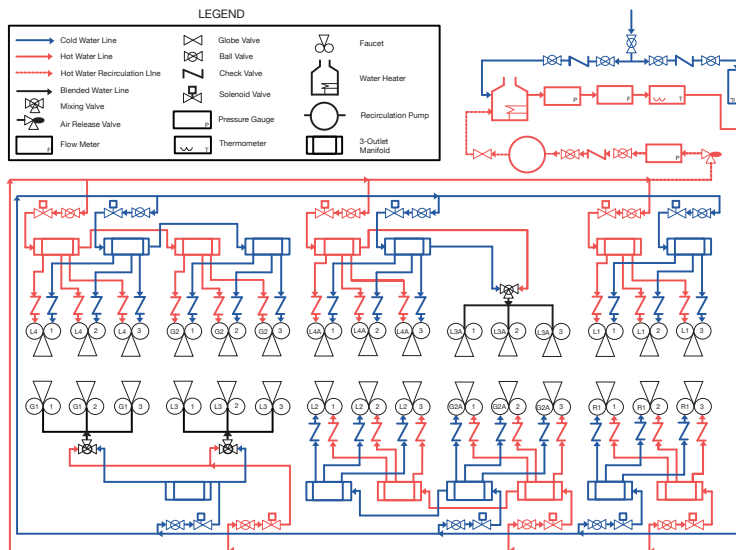 LEGEND
Cold Water Line
Hot Water Line
Hot Water Recirculation LIne
Blended Water Line
Mixing Valve
Air Release Valve
F
Flow Meter
Globe Valve
Ball Valve
Check Valve
Solenoid Valve
P
Pressure Gauge
T
Thermometer
Faucet
Water Heater
Recirculation Pump
3-Outlet
Manifold
P F T
P
L4 1 L4 2 L4 3 G2 1 G2 2 G2 3 L4A 1 L4A 2 L4A 3 L3A 1 L3A 2 L3A 3 L1 1 L1 2 L1 3
G1 1 G1 2 G1 3 L3 1 L3 2 L3 3 L2 1 L2 2 L2 3 G2A 1 G2A 2 G2A 3 R1 1 R1 2 R1 3